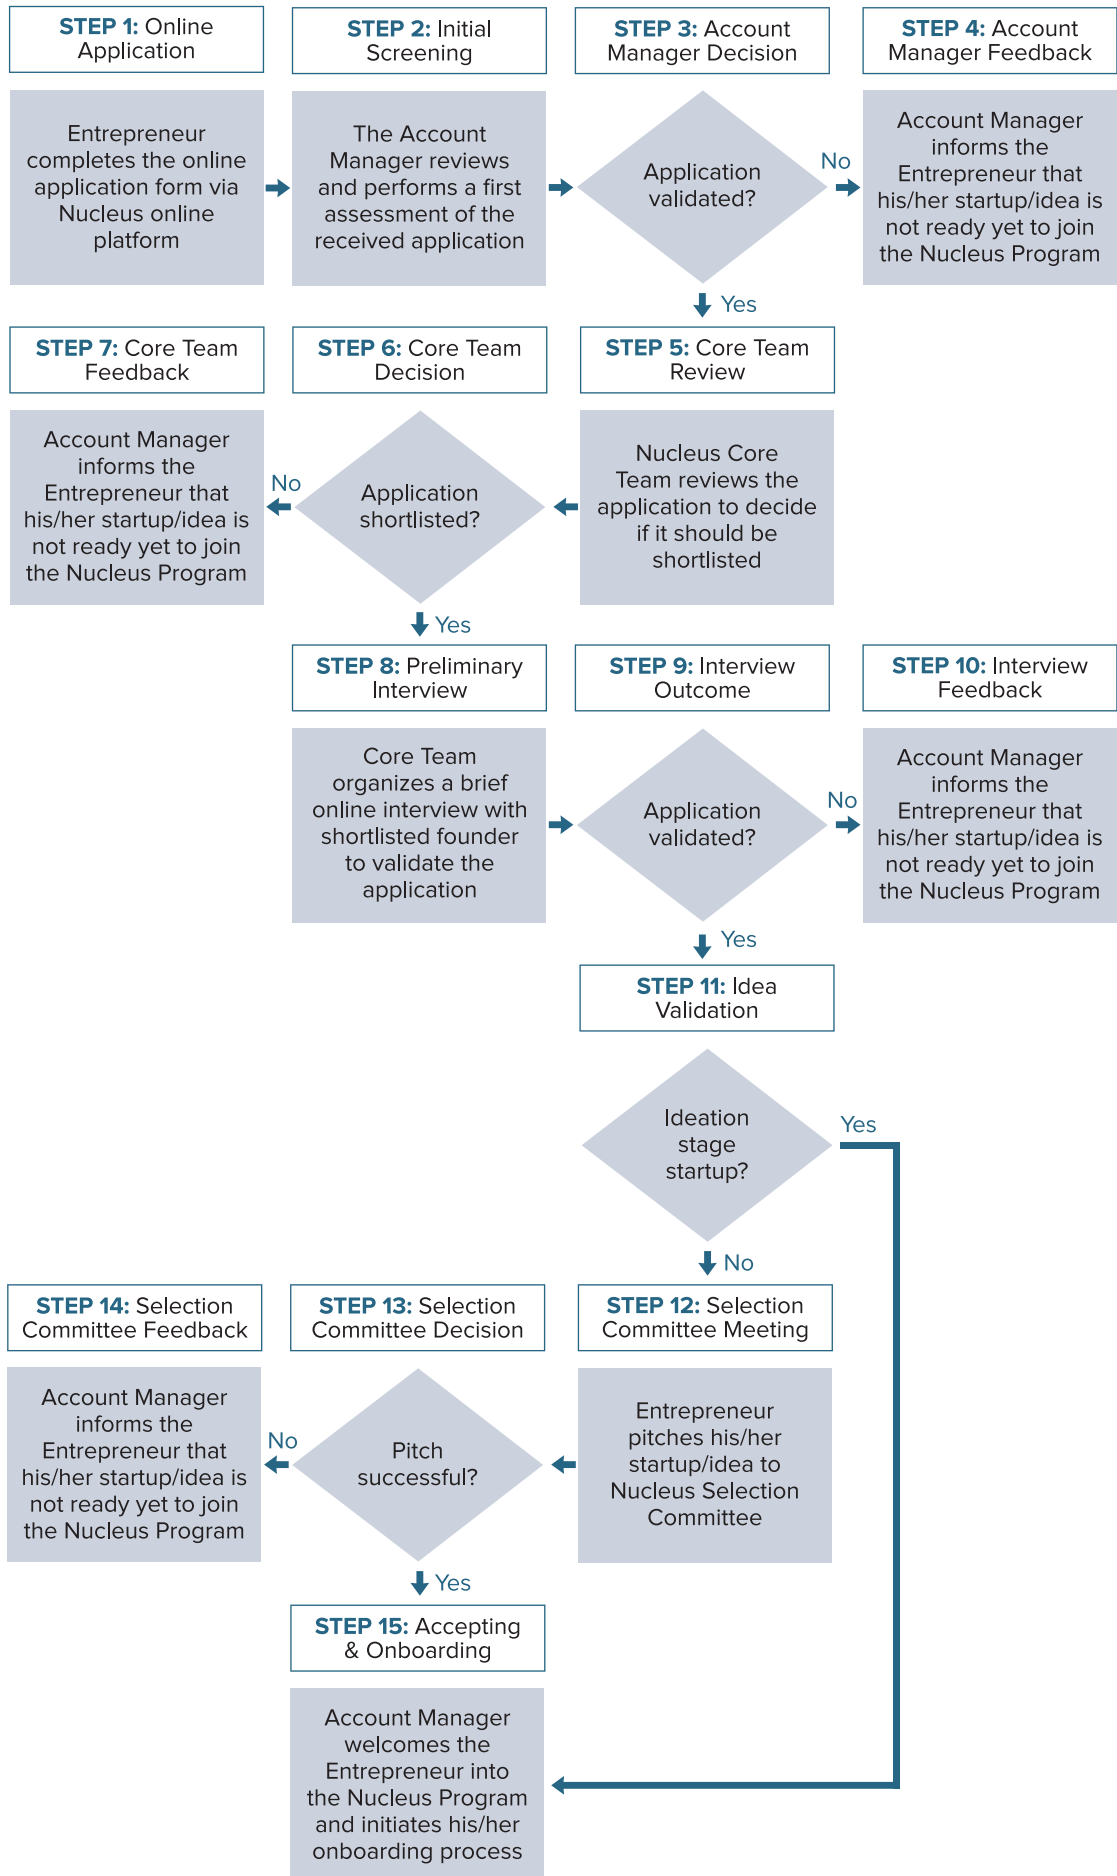 STEP 1: Online
Application
STEP 2: Initial
Screening
STEP 3: Account
Manager Decision
STEP 4: Account
Manager Feedback
Entrepreneur
completes the online
application form via
Nucleus online
platform
The Account
Manager reviews
and performs a first
assessment of the
received application
Application
validated?
No
Account Manager
informs the
Entrepreneur that
his/her startup/idea is
not ready yet to join
the Nucleus Program
Yes
STEP 7: Core Team
Feedback
STEP 6: Core Team
Decision
STEP 5: Core Team
Review
Account Manager
informs the
Entrepreneur that
his/her startup/idea is
not ready yet to join
the Nucleus Program
No
Application
shortlisted?
Nucleus Core
Team reviews the
application to decide
if it should be
shortlisted
Yes
STEP 8: Preliminary
Interview
STEP 9: Interview
Outcome
STEP 10: Interview
Feedback
Core Team
organizes a brief
online interview with
shortlisted founder
to validate the
application
Application
validated?
No
Account Manager
informs the
Entrepreneur that
his/her startup/idea is
not ready yet to join
the Nucleus Program
Yes
STEP 11: Idea
Validation
Ideation
stage
startup?
Yes
No
STEP 14: Selection
Committee Feedback
STEP 13: Selection
Committee Decision
STEP 12: Selection
Committee Meeting
Account Manager
informs the
Entrepreneur that
his/her startup/idea is
not ready yet to join
the Nucleus Program
No
Pitch
successful?
Entrepreneur
pitches his/her
startup/idea to
Nucleus Selection
Committee
Yes
STEP 15: Accepting
& Onboarding
Account Manager
welcomes the
Entrepreneur into
the Nucleus Program
and initiates his/her
onboarding process